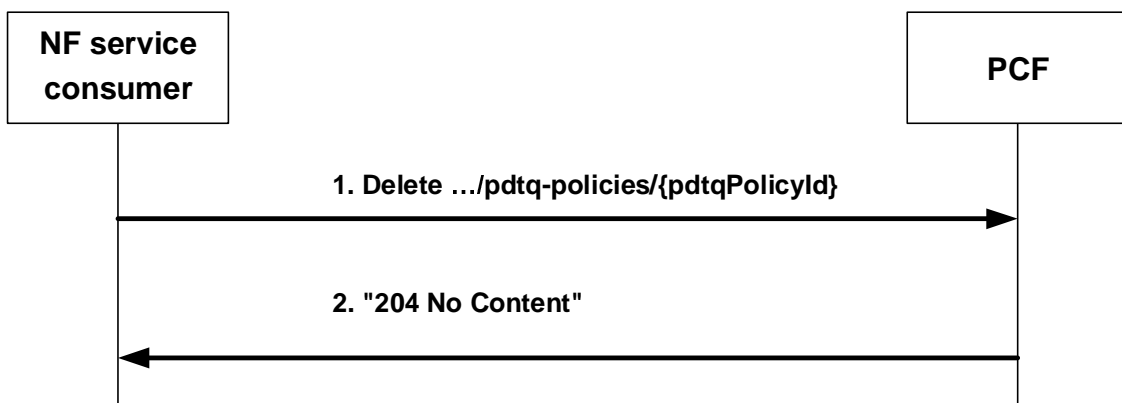 NF service
consumer
PCF
1. Delete …/pdtq-policies/{pdtqPolicyId}
2. "204 No Content"